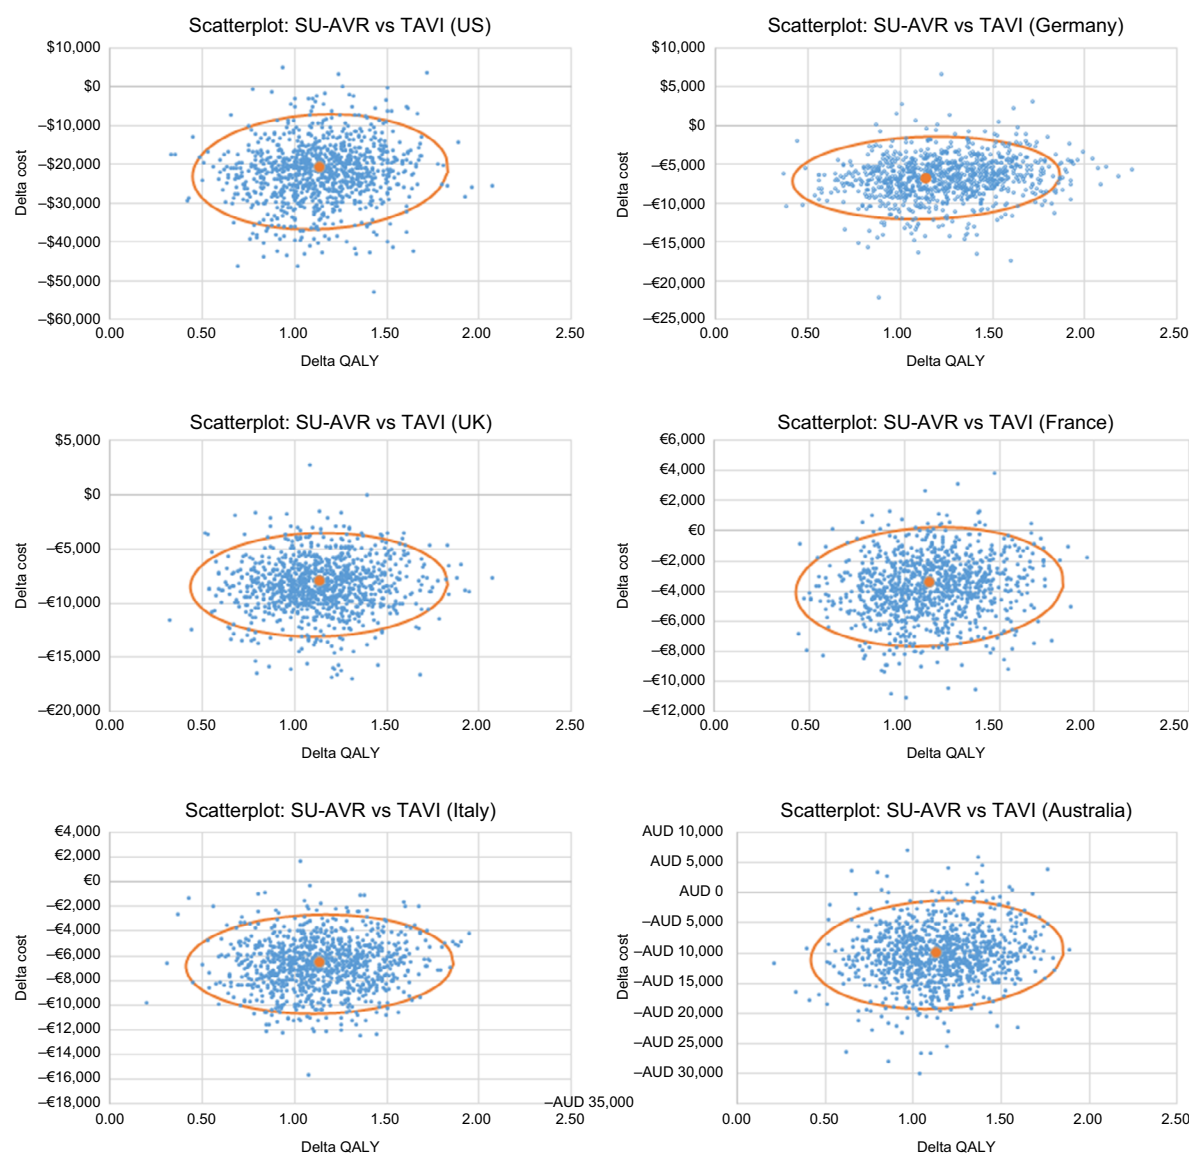 Scatterplot: SU-AVR vs TAVI (US)
$10,000
$0
–$10,000
–$20,000
–$30,000
–$40,000
–$50,000
–$60,000
Delta cost
0.00 0.50 1.00 1.50 2.00 2.50
Delta QALY
Scatterplot: SU-AVR vs TAVI (Germany)
$10,000
$5,000
$0
–€5,000
–€10,000
–€15,000
–€20,000
–€25,000
Delta cost
0.00 0.50 1.00 1.50 2.00 2.50
Delta QALY
Scatterplot: SU-AVR vs TAVI (UK)
$5,000
$0
–€5,000
–€10,000
–€15,000
–€20,000
Delta cost
0.00 0.50 1.00 1.50 2.00 2.50
Delta QALY
Scatterplot: SU-AVR vs TAVI (France)
€6,000
€4,000
€2,000
€0
–€2,000
–€4,000
–€6,000
–€8,000
–€10,000
–€12,000
Delta cost
0.00 0.50 1.00 1.50 2.00 2.50
Delta QALY
Scatterplot: SU-AVR vs TAVI (Italy)
€4,000
€2,000
€0
–€2,000
–€4,000
–€6,000
–€8,000
–€10,000
–€12,000
–€14,000
–€16,000
–€18,000
Delta cost
0.00 0.50 1.00 1.50 2.00 2.50
Delta QALY
Scatterplot: SU-AVR vs TAVI (Australia)
AUD 10,000
AUD 5,000
AUD 0
–AUD 5,000
–AUD 10,000
–AUD 15,000
–AUD 20,000
–AUD 25,000
–AUD 30,000
–AUD 35,000
Delta cost
0.00 0.50 1.00 1.50 2.00 2.50
Delta QALY